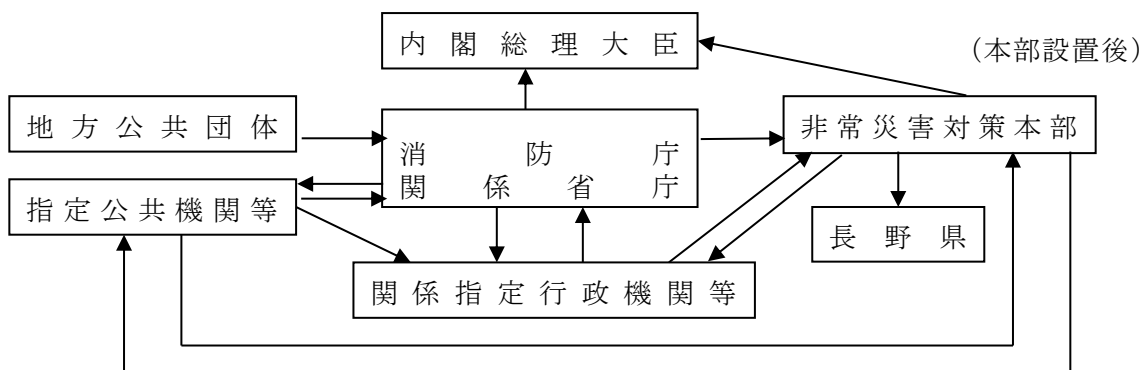 内閣総理大臣
(本部設置後)
地方公共団体
消防庁
関係省庁
非常災害対策本部
指定公共機関等
長野県
関係指定行政機関等